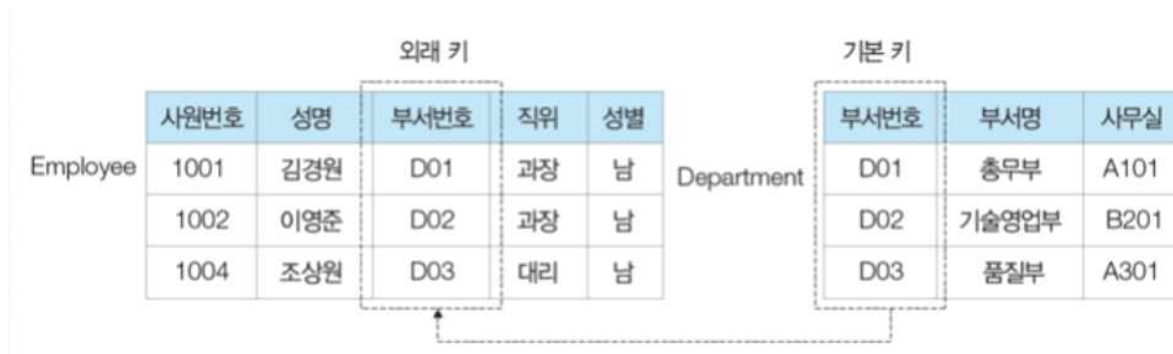 외래 키 기본 키
사원번호 성명 부서번호 직위 성별 부서번호 부서명 사무실
Employee 1001 김경원 D01 과장 남 Department D01 총무부 A101
1002 이영준 D02 과장 남 D02 기술영업부 B201
1004 조상원 D03 대리 남 D03 품질부 A301